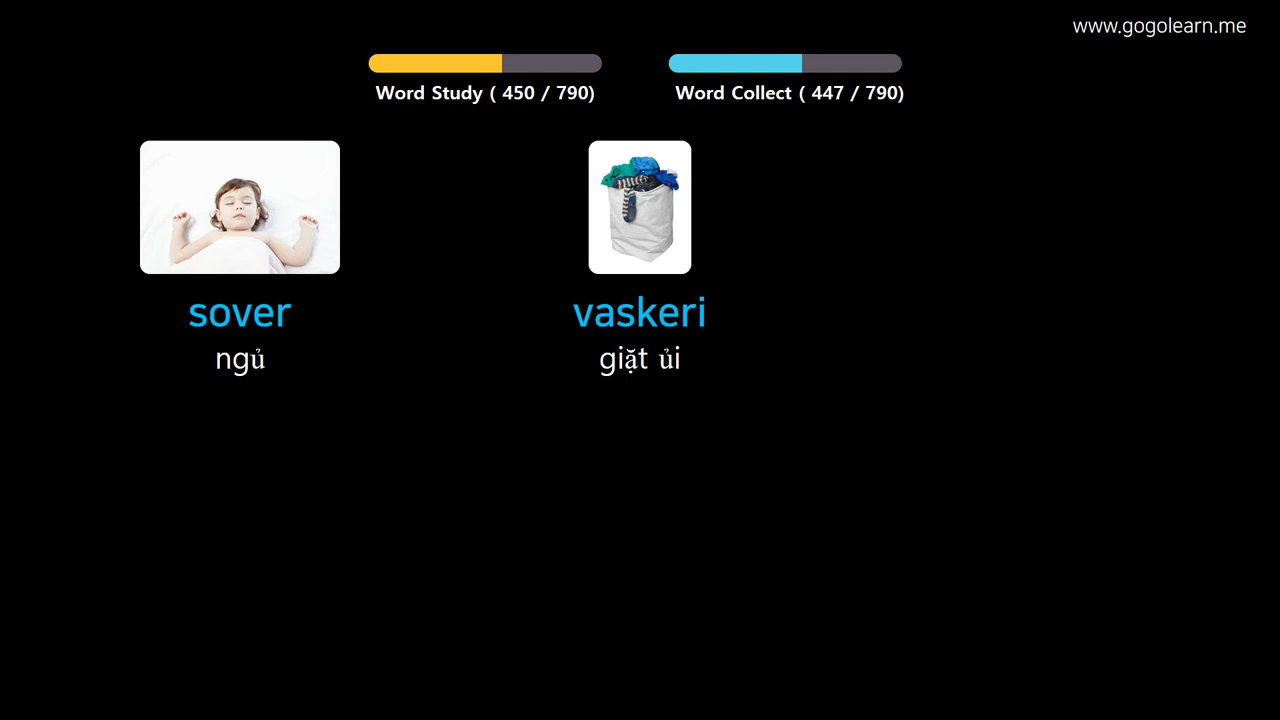 www.gogolearn.me
Word Study ( 450 / 790)
Word Collect ( 447 / 790)
sover
ngủ
vaskeri
giặt ủi